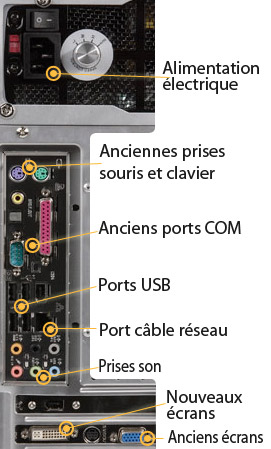 Alimentation
électrique
Anciennes prises
souris et clavier
Anciens ports COM
Ports USB
Port câble réseau
Prises son
Nouveaux
écrans
Anciens écrans